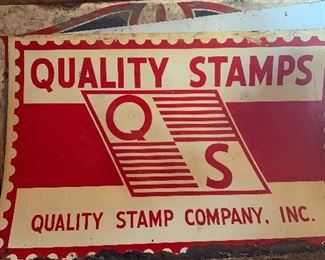 QUALITY STAMPS
Q
S
QUALITY STAMP COMPANY, INC.